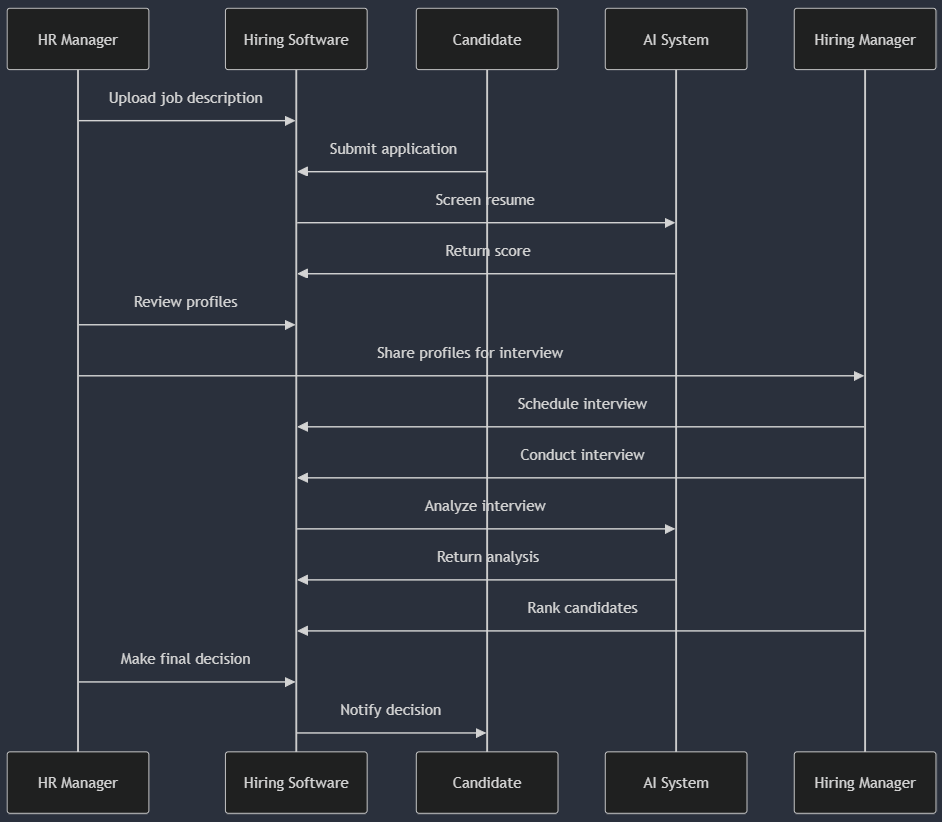 HR Manager
Hiring Software
Candidate
AI System
Hiring Manager
Upload job description
Submit application
Screen resume
Return score
Review profiles
Share profiles for interview
Schedule interview
Conduct interview
Analyze interview
Return analysis
Rank candidates
Make final decision
Notify decision
HR Manager
Hiring Software
Candidate
AI System
Hiring Manager